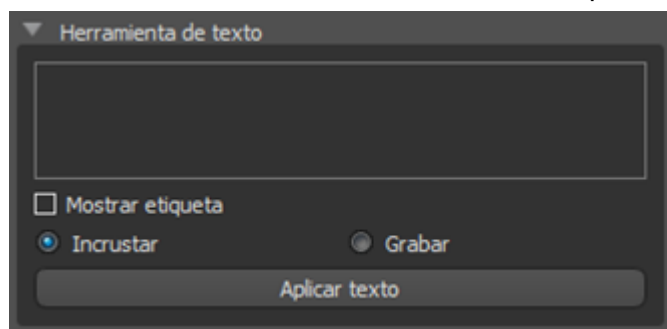 Herramienta de texto
Mostrar etiqueta
Incrustar Grabar
Aplicar texto